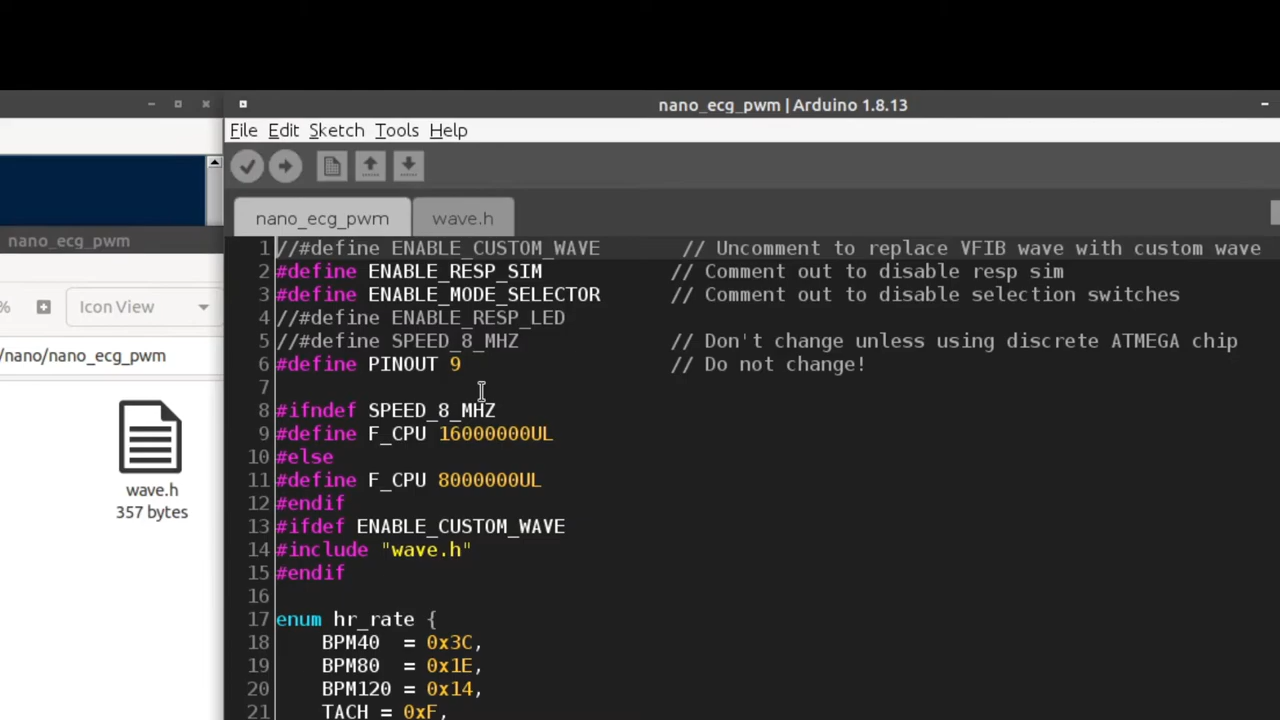 nano_ecg_pwm | Arduino 1.8.13
File Edit Sketch Tools Help
nano_ecg_pwm wave.h
nano_ecg_pwm
%
Icon View
/nano/nano_ecg_pwm
wave.h
357 bytes
1 //#define ENABLE_CUSTOM_WAVE // Uncomment to replace VFIB wave with custom wave
2 #define ENABLE_RESP_SIM // Comment out to disable resp sim
3 #define ENABLE_MODE_SELECTOR // Comment out to disable selection switches
4 //#define ENABLE_RESP_LED
5 //#define SPEED_8_MHZ // Don't change unless using discrete ATMEGA chip
6 #define PINOUT 9 // Do not change!
7
8 #ifndef SPEED_8_MHZ
9 #define F_CPU 16000000UL
10 #else
11 #define F_CPU 8000000UL
12 #endif
13 #ifdef ENABLE_CUSTOM_WAVE
14 #include "wave.h"
15 #endif
16
17 enum hr_rate {
18 BPM40 = 0x3C,
19 BPM80 = 0x1E,
20 BPM120 = 0x14,
21 TACH = 0xF,